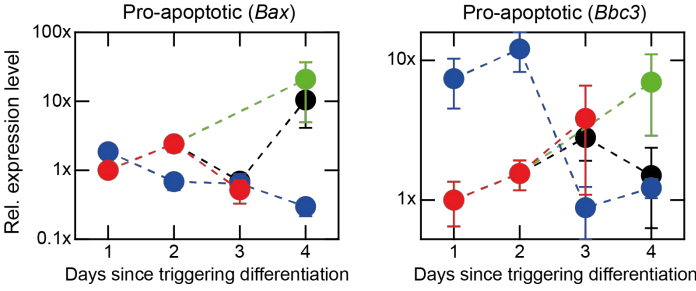 Pro-apoptotic (Bax)
Rel. expression level
100x
10x
1x
0.1x
1 2 3 4
Days since triggering differentiation
Pro-apoptotic (Bbc3)
10x
1x
1 2 3 4
Days since triggering differentiation